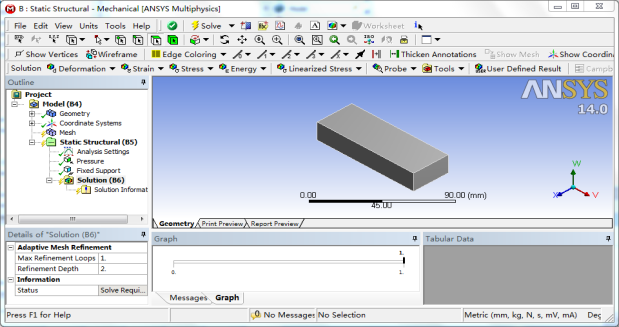 B : Static Structural - Mechanical [ANSYS Multiphysics]
File Edit View Units Tools Help Solve Worksheet
Show Vertices Wireframe Edge Coloring Thicken Annotations Show Mesh Show Coordin
Solution Deformation Strain Stress Energy Linearized Stress Probe Tools User Defined Result Campb
Outline
Project
Model (B4)
Geometry
Coordinate Systems
Mesh
Static Structural (B5)
Analysis Settings
Pressure
Fixed Support
Solution (B6)
Solution Informat
ANSYS
14.0
0.00 90.00 (mm)
45.00
W
X V
Geometry Print Preview Report Preview
Details of "Solution (B6)"
Adaptive Mesh Refinement
Max Refinement Loops 1.
Refinement Depth 2.
Information
Status Solve Requi...
Graph
1.
0. 1.
Messages Graph
Tabular Data
Press F1 for Help No Messages No Selection Metric (mm, kg, N, s, mV, mA) Deg